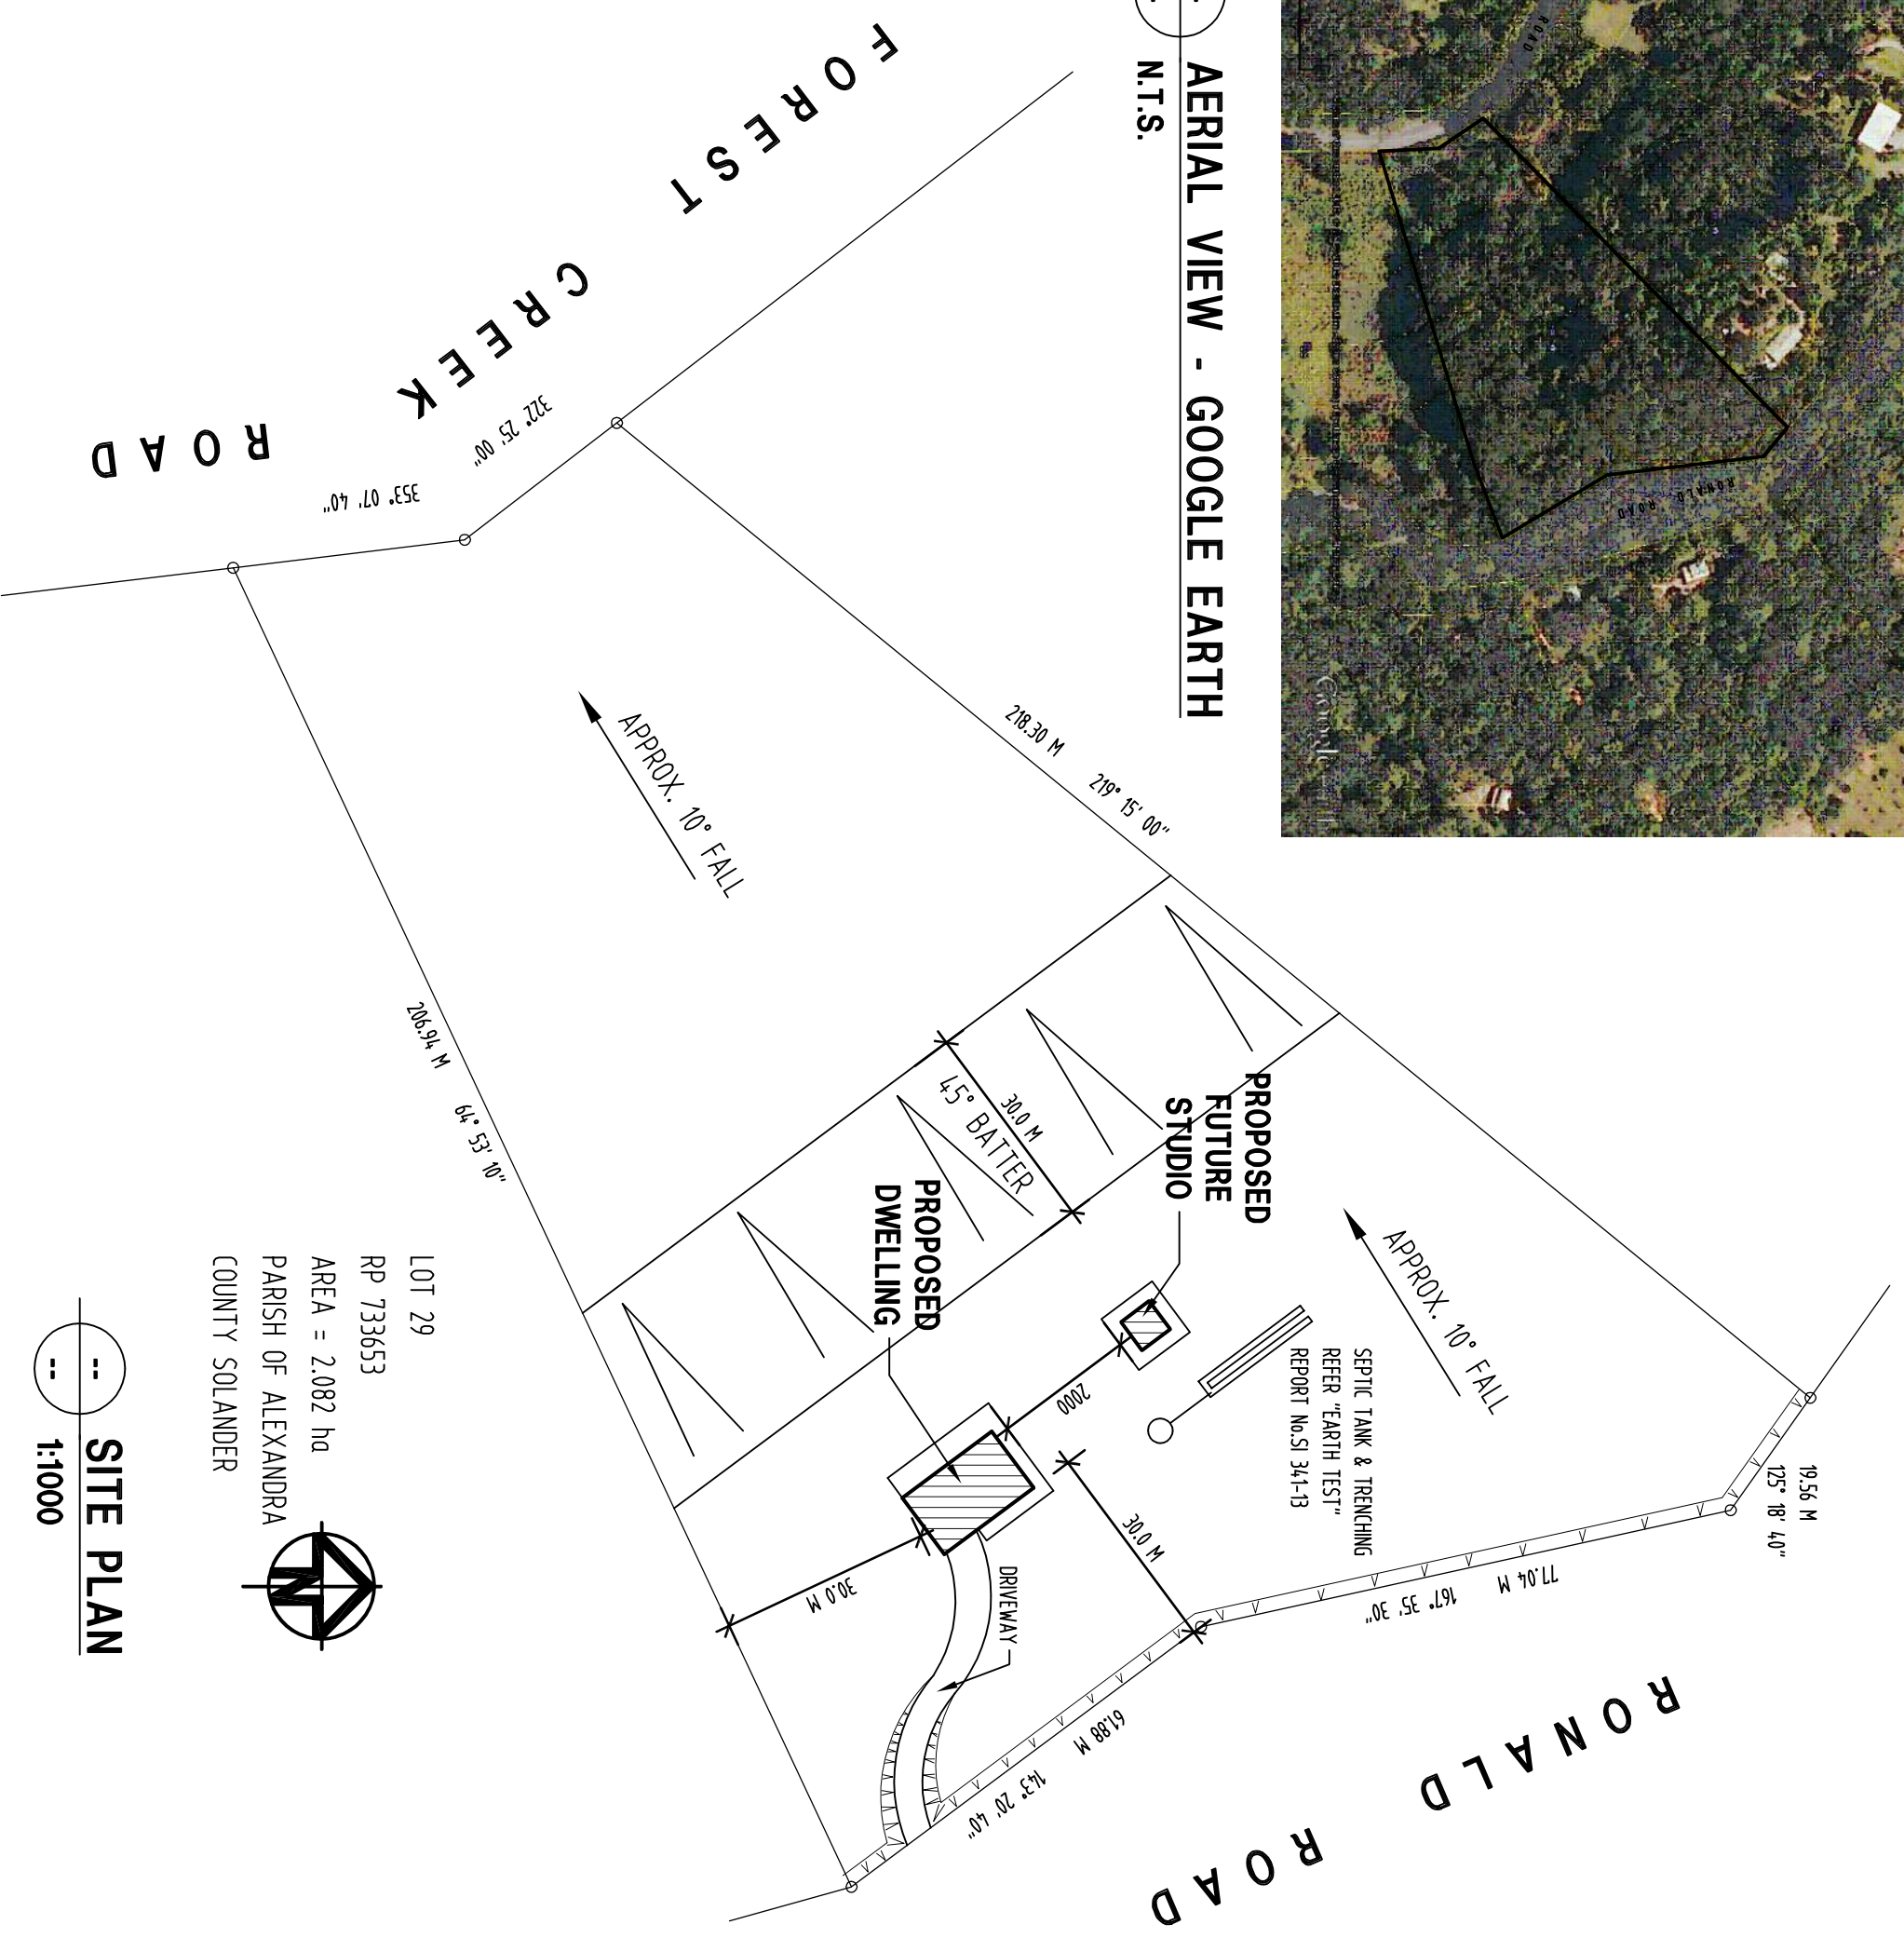 AERIAL VIEW - GOOGLE EARTH
N.T.S.
ROAD
RONALD ROAD
Google
FOREST CREEK ROAD
322° 25' 00"
353° 07' 40"
218.30 M 219° 15' 00"
APPROX. 10° FALL
206.94 M 64° 53' 10"
30.0 M
45° BATTER
PROPOSED
FUTURE
STUDIO
PROPOSED
DWELLING
APPROX. 10° FALL
SEPTIC TANK & TRENCHING
REFER "EARTH TEST"
REPORT No.SI 341-13
2000
30.0 M
30.0 M
DRIVEWAY
19.56 M
125° 18' 40"
77.04 M
167° 35' 30"
61.88 M
143° 20' 40"
RONALD ROAD
LOT 29
RP 733653
AREA = 2.082 ha
PARISH OF ALEXANDRA
COUNTY SOLANDER
N
--
--
SITE PLAN
1:1000